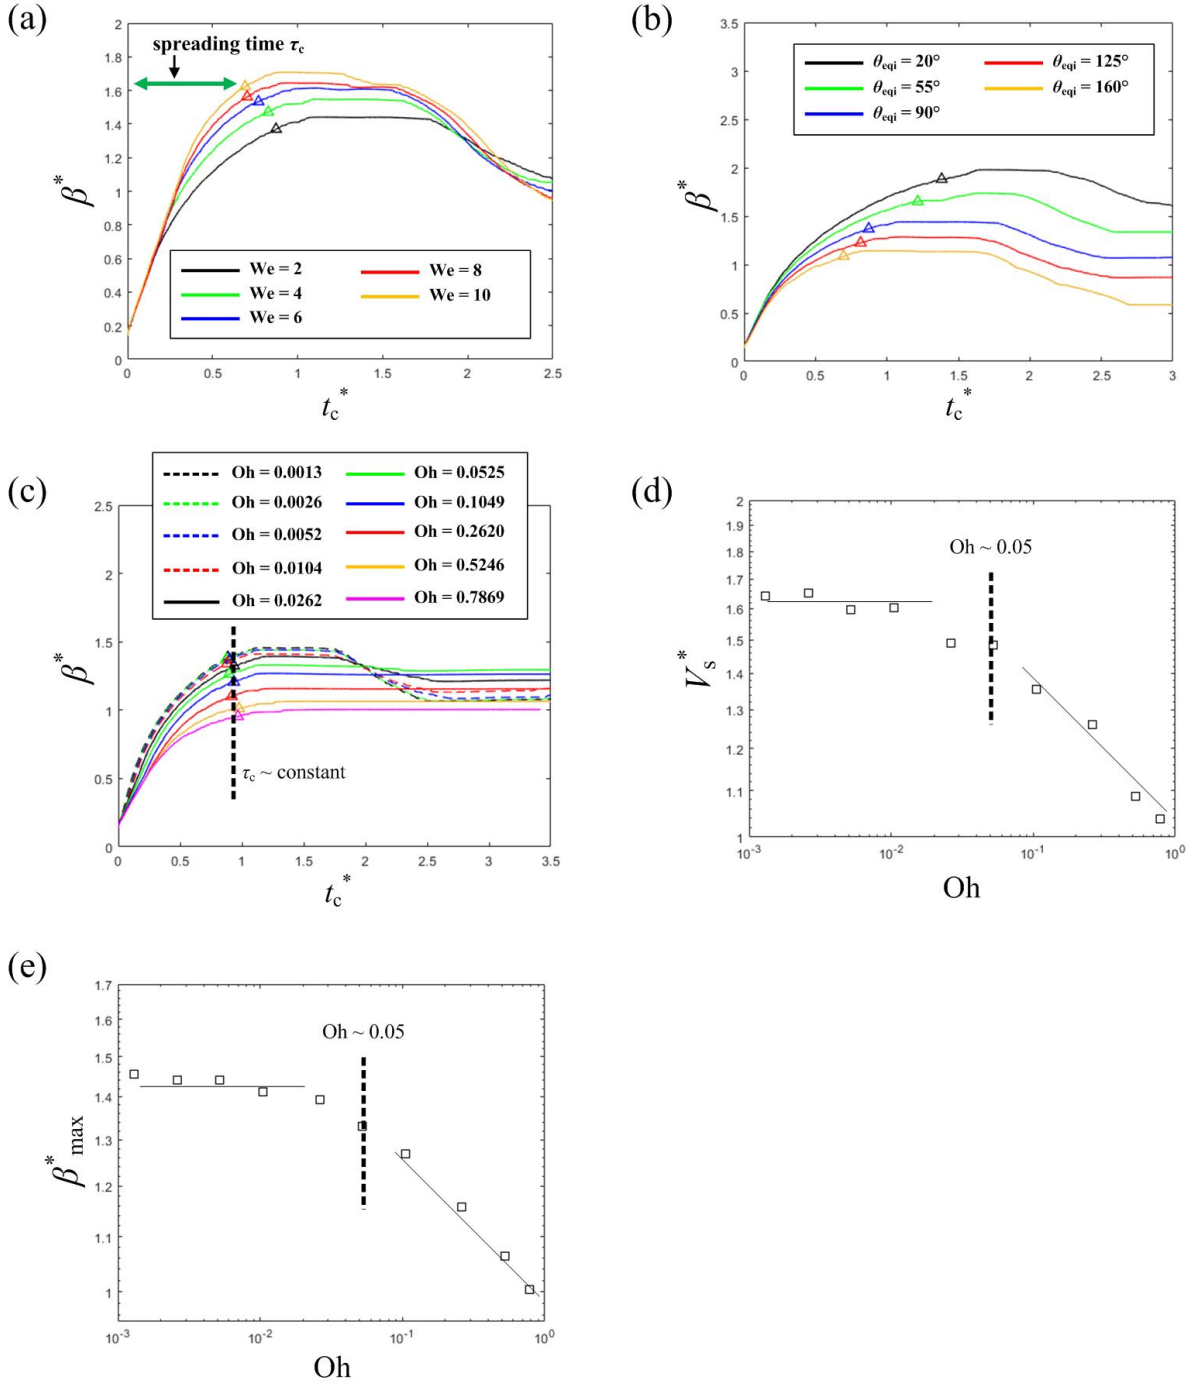 (a)
2
1.8
1.6
1.4
1.2
1
0.8
0.6
0.4
0.2
0
spreading time τc
We = 2
We = 4
We = 6
We = 8
We = 10
0 0.5 1 1.5 2 2.5
β*
tc*
(b)
3.5
3
2.5
2
1.5
1
0.5
0
θeqi = 20°
θeqi = 55°
θeqi = 90°
θeqi = 125°
θeqi = 160°
0 0.5 1 1.5 2 2.5 3
β*
tc*
(c)
Oh = 0.0013
Oh = 0.0026
Oh = 0.0052
Oh = 0.0104
Oh = 0.0262
Oh = 0.0525
Oh = 0.1049
Oh = 0.2620
Oh = 0.5246
Oh = 0.7869
2.5
2
1.5
1
0.5
0
τc ~ constant
0 0.5 1 1.5 2 2.5 3 3.5
β*
tc*
(d)
2
1.9
1.8
1.7
1.6
1.5
1.4
1.3
1.2
1.1
1
Oh ~ 0.05
10-3 10-2 10-1 100
Vs*
Oh
(e)
1.7
1.6
1.5
1.4
1.3
1.2
1.1
1
Oh ~ 0.05
10-3 10-2 10-1 100
β*max
Oh